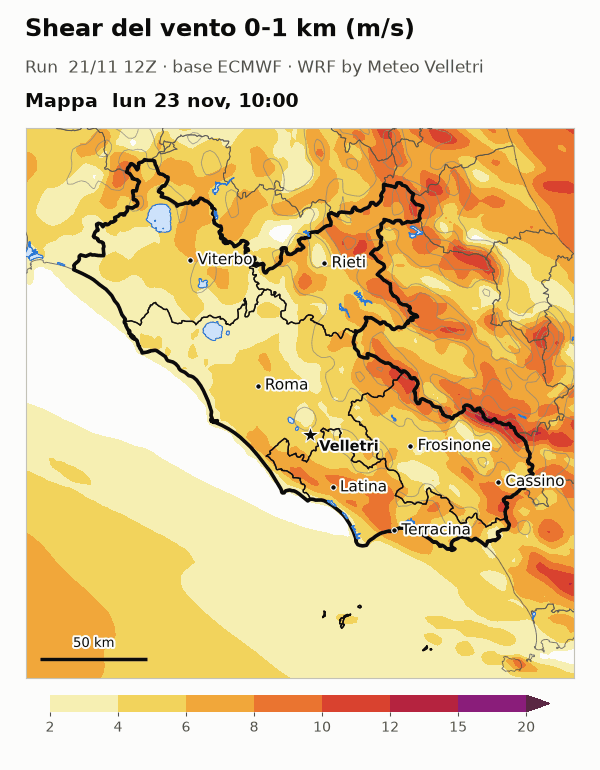 Shear del vento 0-1 km (m/s)
Run  21/11 12Z · base ECMWF · WRF by Meteo Velletri
Mappa  lun 23 nov, 10:00
Viterbo
Rieti
Roma
Velletri
Frosinone
Cassino
Latina
Terracina
50 km
2 4 6 8 10 12 15 20